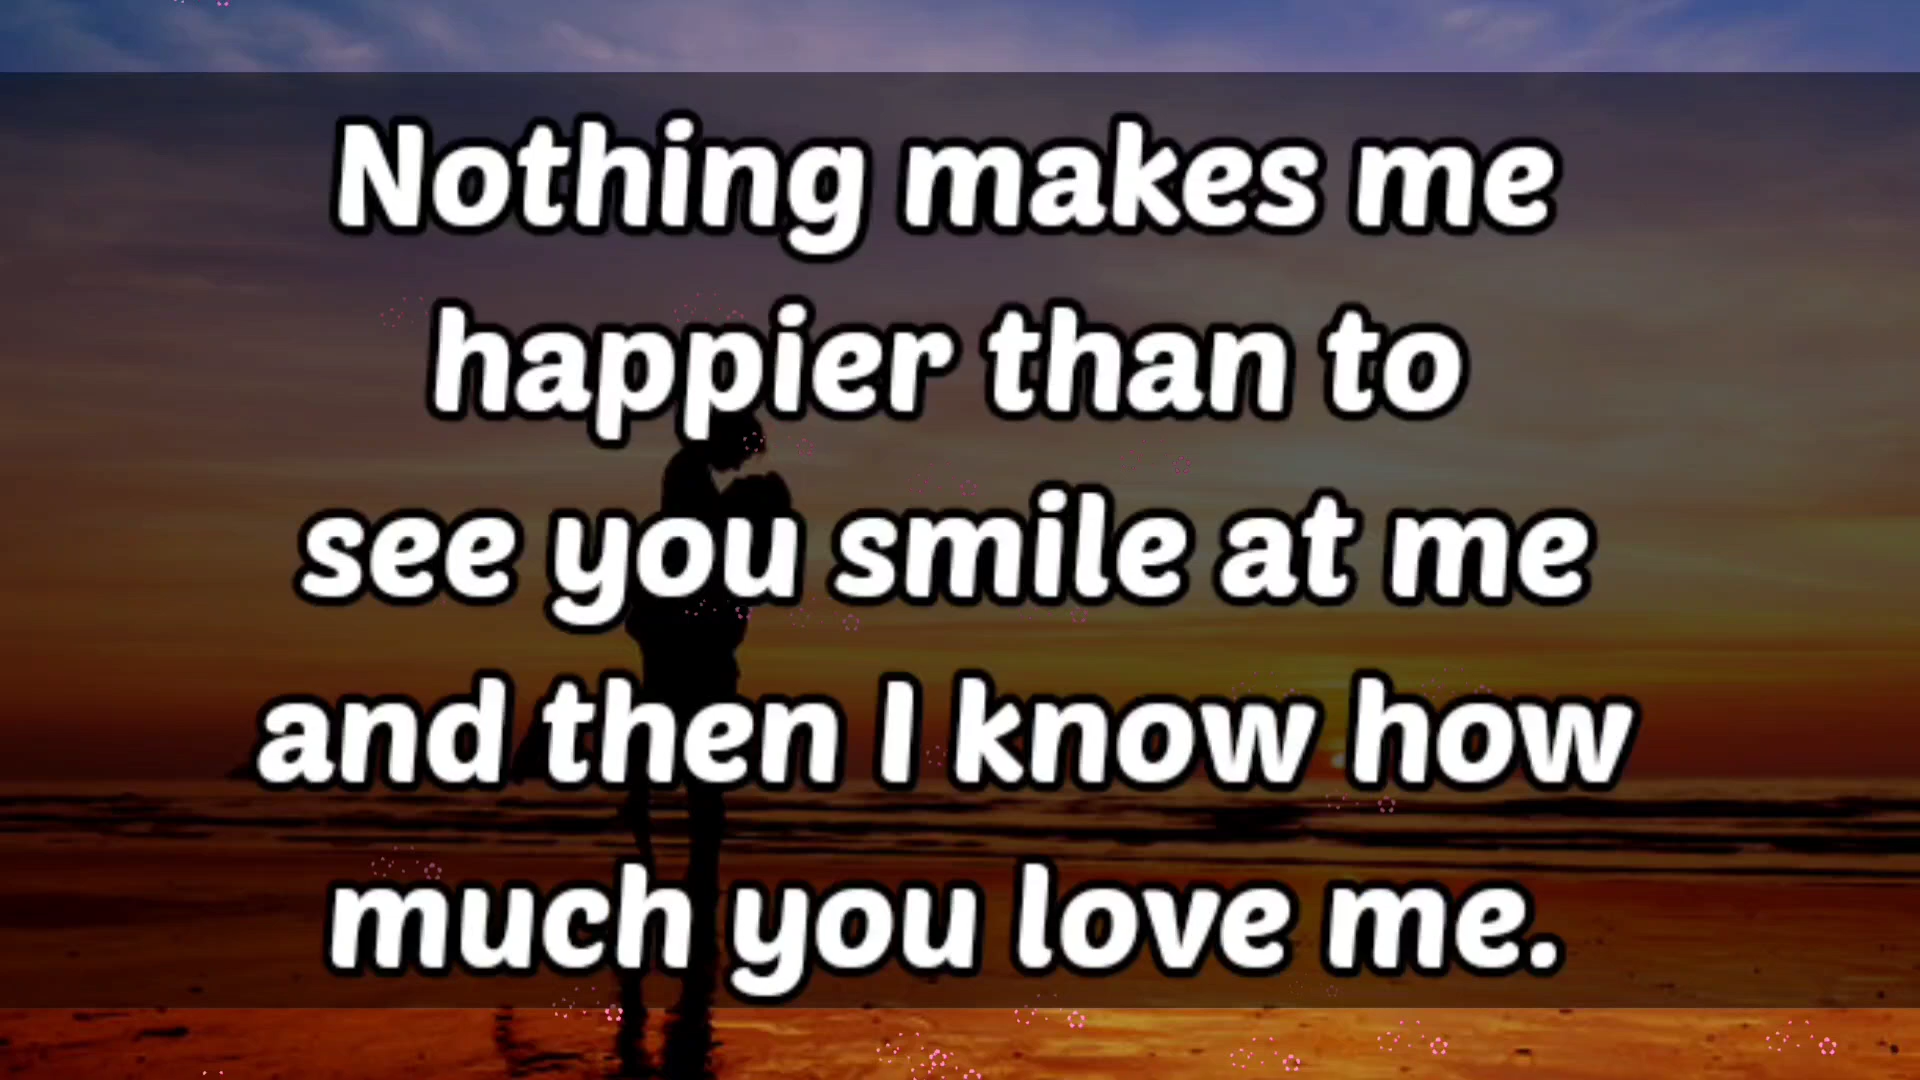 Nothing makes me
happier than to
see you smile at me
and then I know how
much you love me.